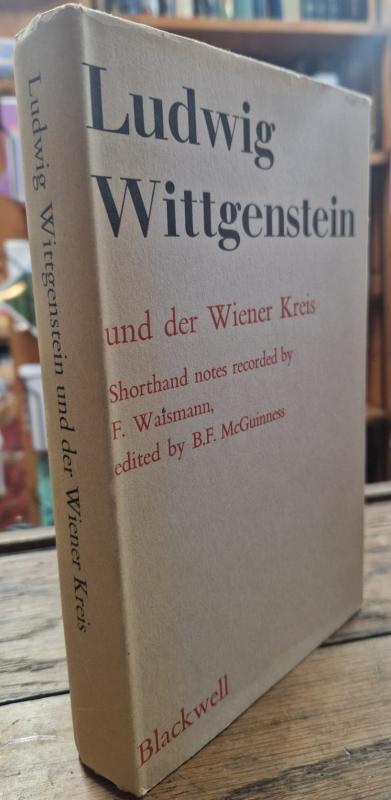 Ludwig
Wittgenstein
und der Wiener Kreis
Shorthand notes recorded by
F. Waismann,
edited by B.F. McGuinness
Blackwell
Ludwig Wittgenstein und der Wiener Kreis